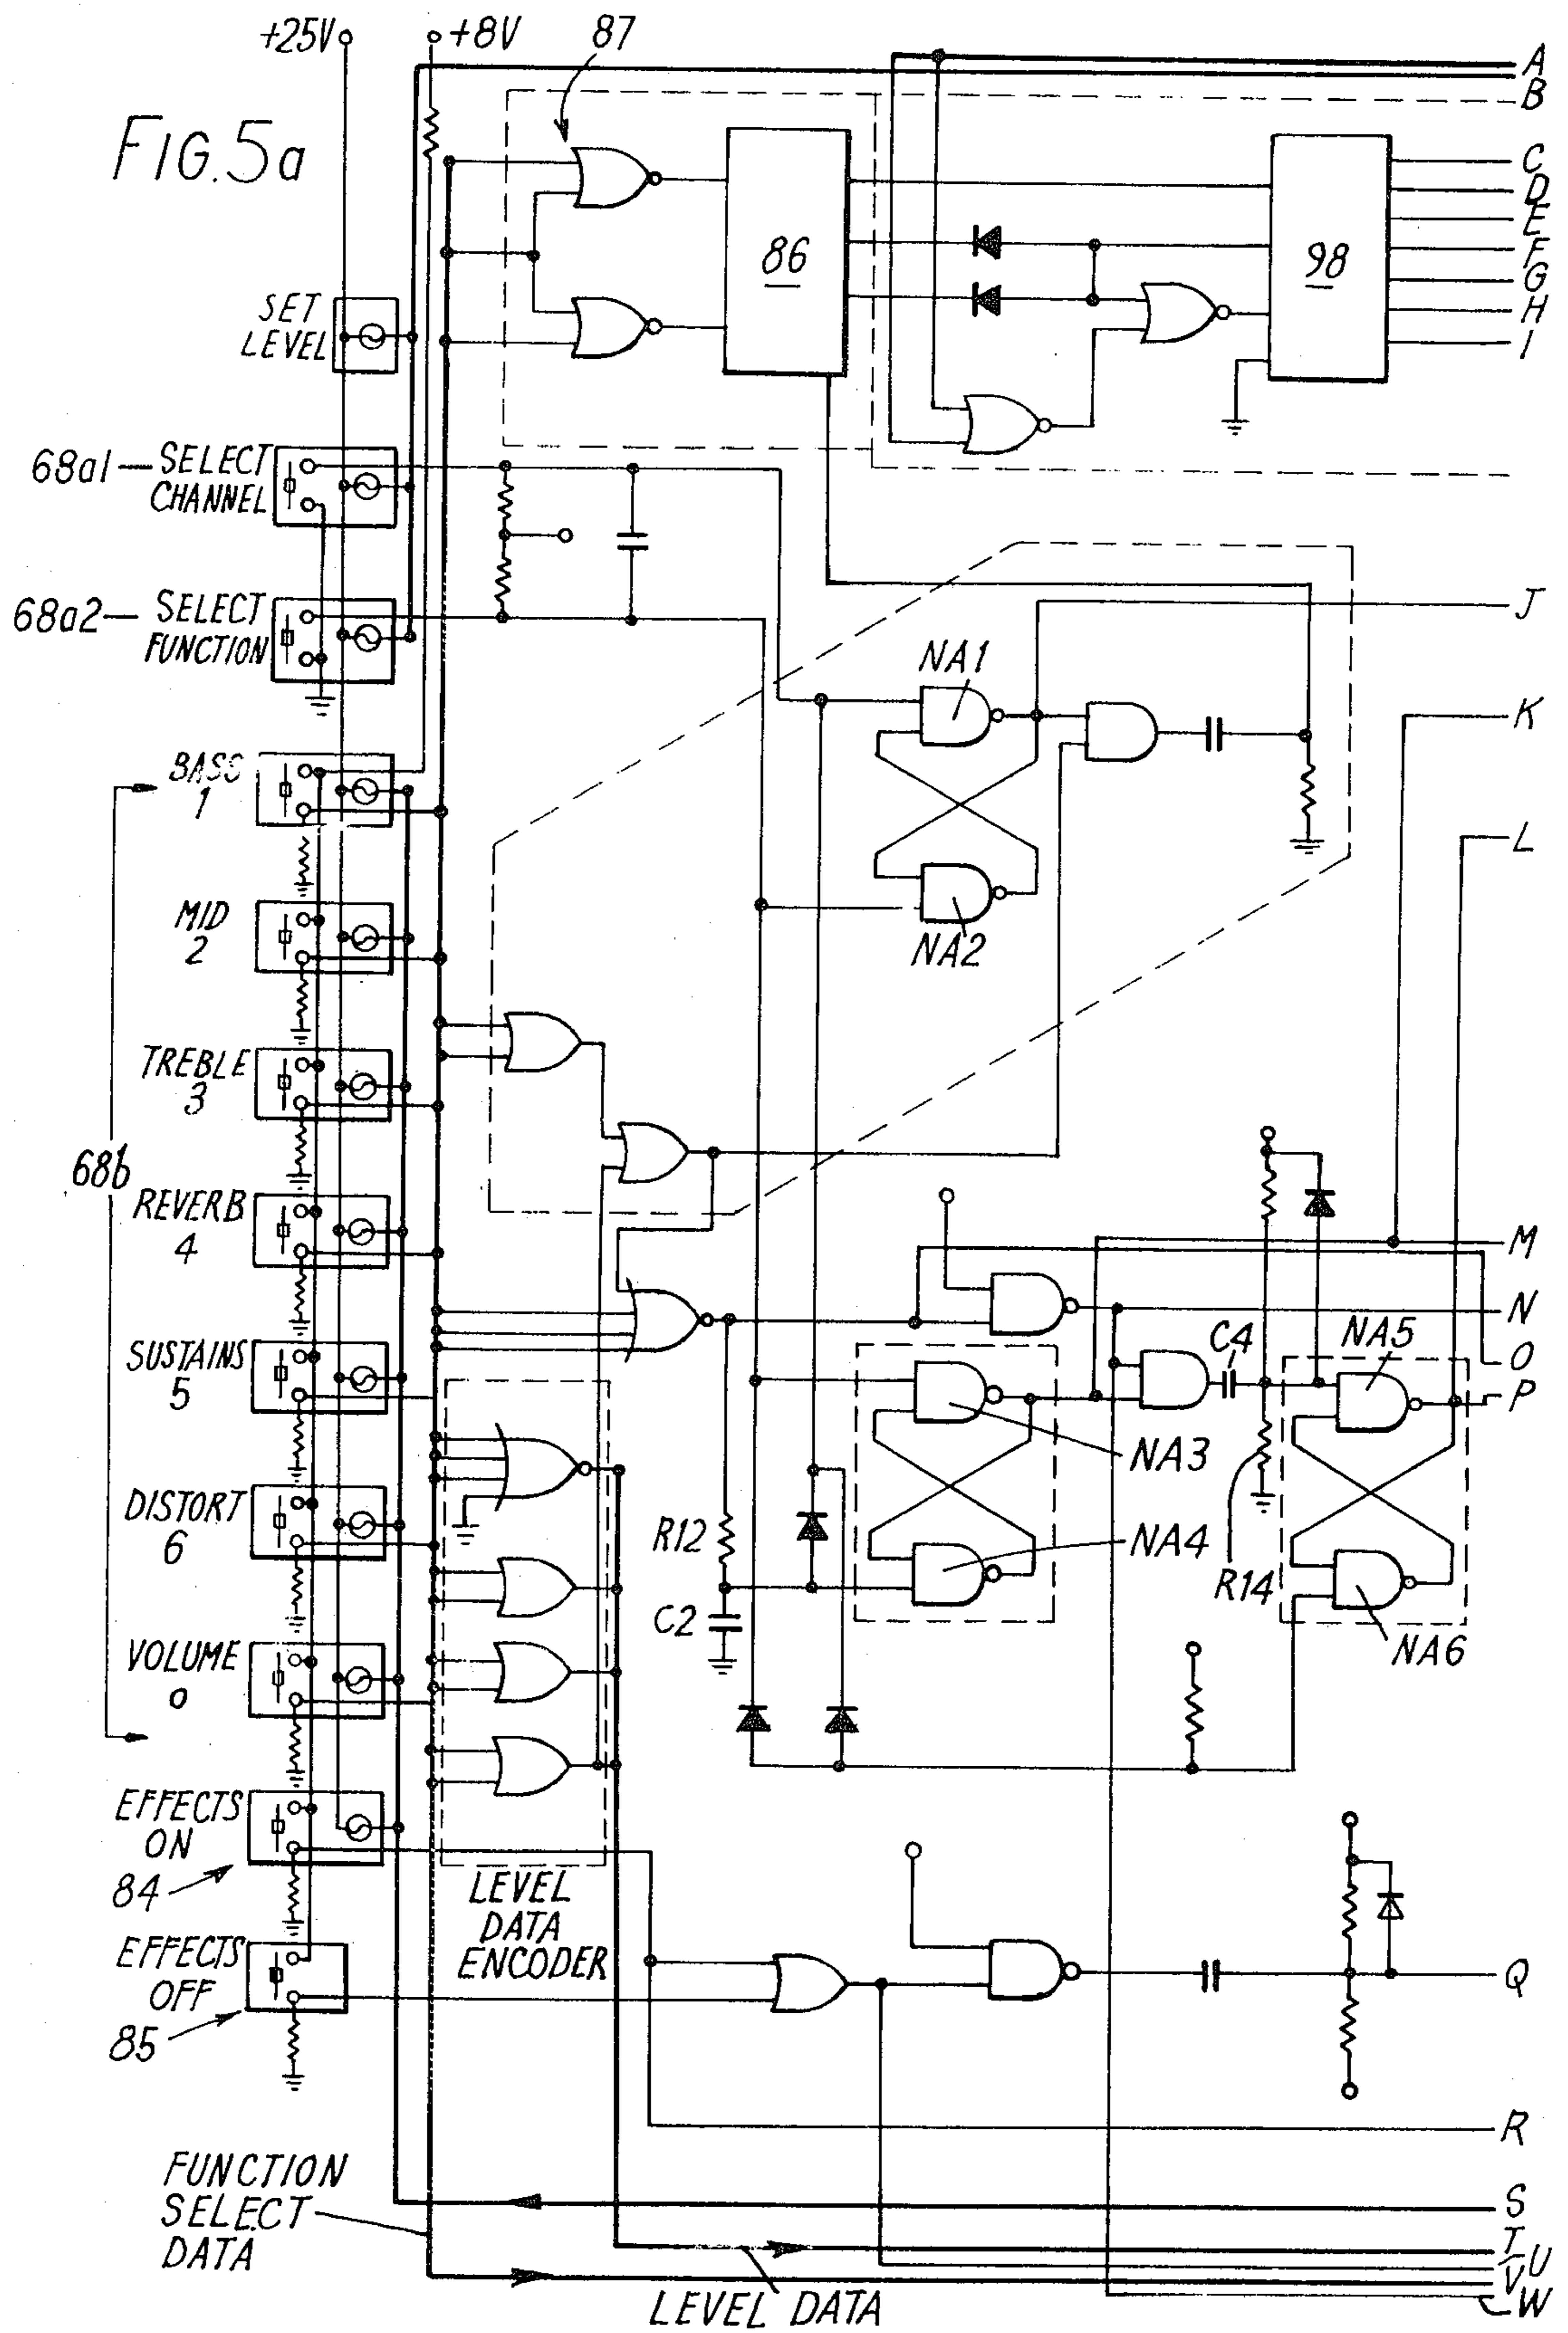 +25V
+8V
87
A
B
FIG. 5a
C
D
E
F
G
H
I
86
98
SET
LEVEL
68a1
SELECT
CHANNEL
68a2
SELECT
FUNCTION
J
NA1
K
BASS
1
L
MID
2
NA2
TREBLE
3
68b
REVERB
4
M
N
SUSTAINS
5
C4
NA5
O
P
NA3
DISTORT
6
R12
NA4
R14
C2
NA6
VOLUME
0
EFFECTS
ON
84
LEVEL
DATA
ENCODER
EFFECTS
OFF
85
Q
R
FUNCTION
SELECT
DATA
S
T
U
V
W
LEVEL DATA